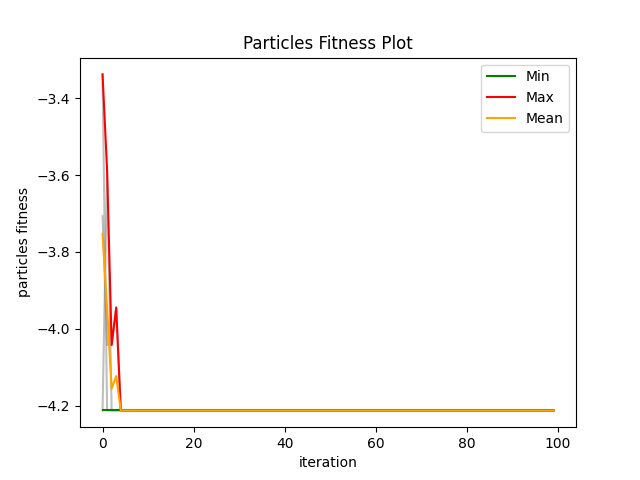 Particles Fitness Plot
Min
Max
Mean
particles fitness
−3.4
−3.6
−3.8
−4.0
−4.2
0 20 40 60 80 100
iteration